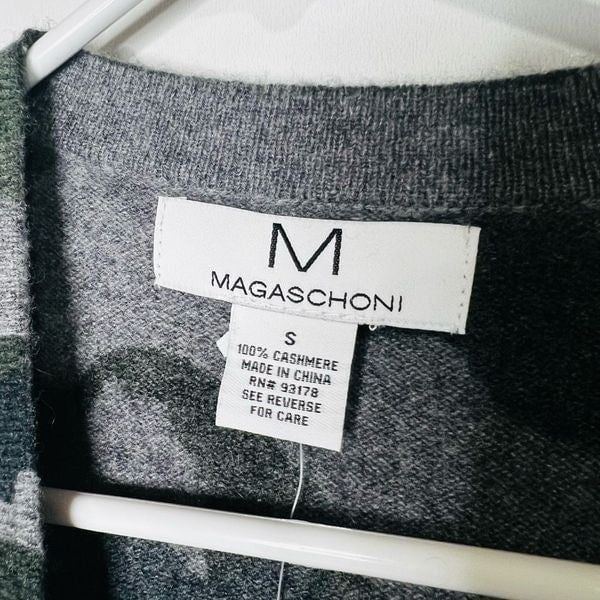 M
MAGASCHONI
S
100% CASHMERE
MADE IN CHINA
RN# 93178
SEE REVERSE
FOR CARE